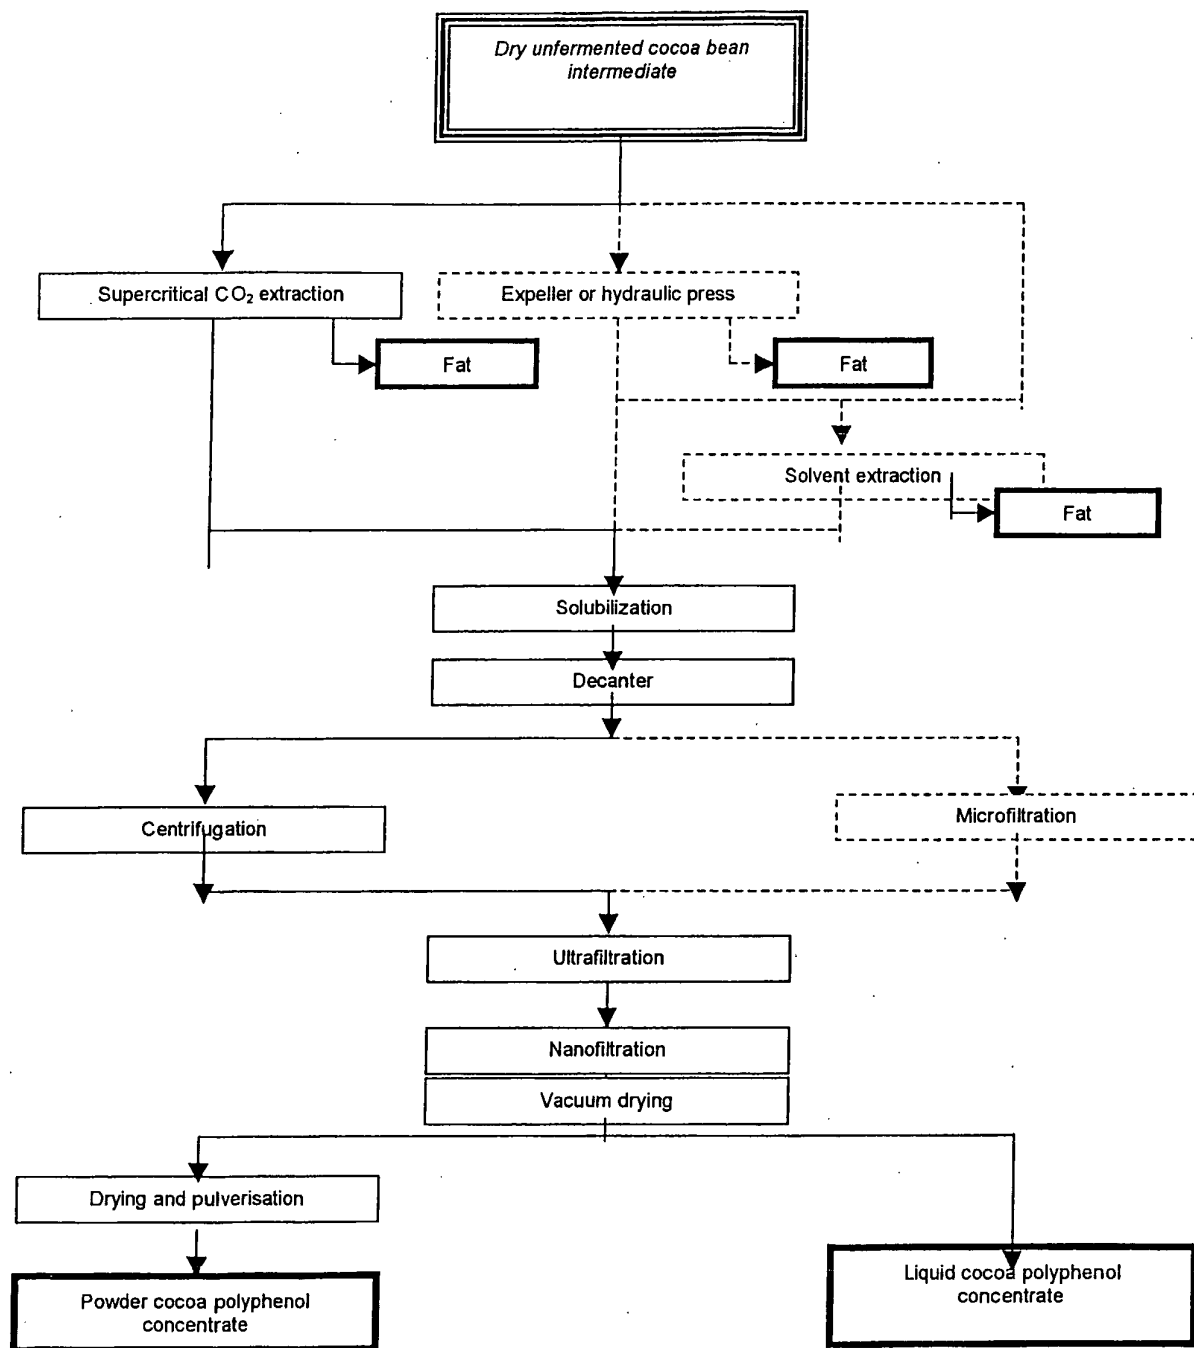 Dry unfermented cocoa bean
intermediate
Supercritical CO₂ extraction
Expeller or hydraulic press
Fat
Fat
Solvent extraction
Fat
Solubilization
Decanter
Centrifugation
Microfiltration
Ultrafiltration
Nanofiltration
Vacuum drying
Drying and pulverisation
Powder cocoa polyphenol
concentrate
Liquid cocoa polyphenol
concentrate